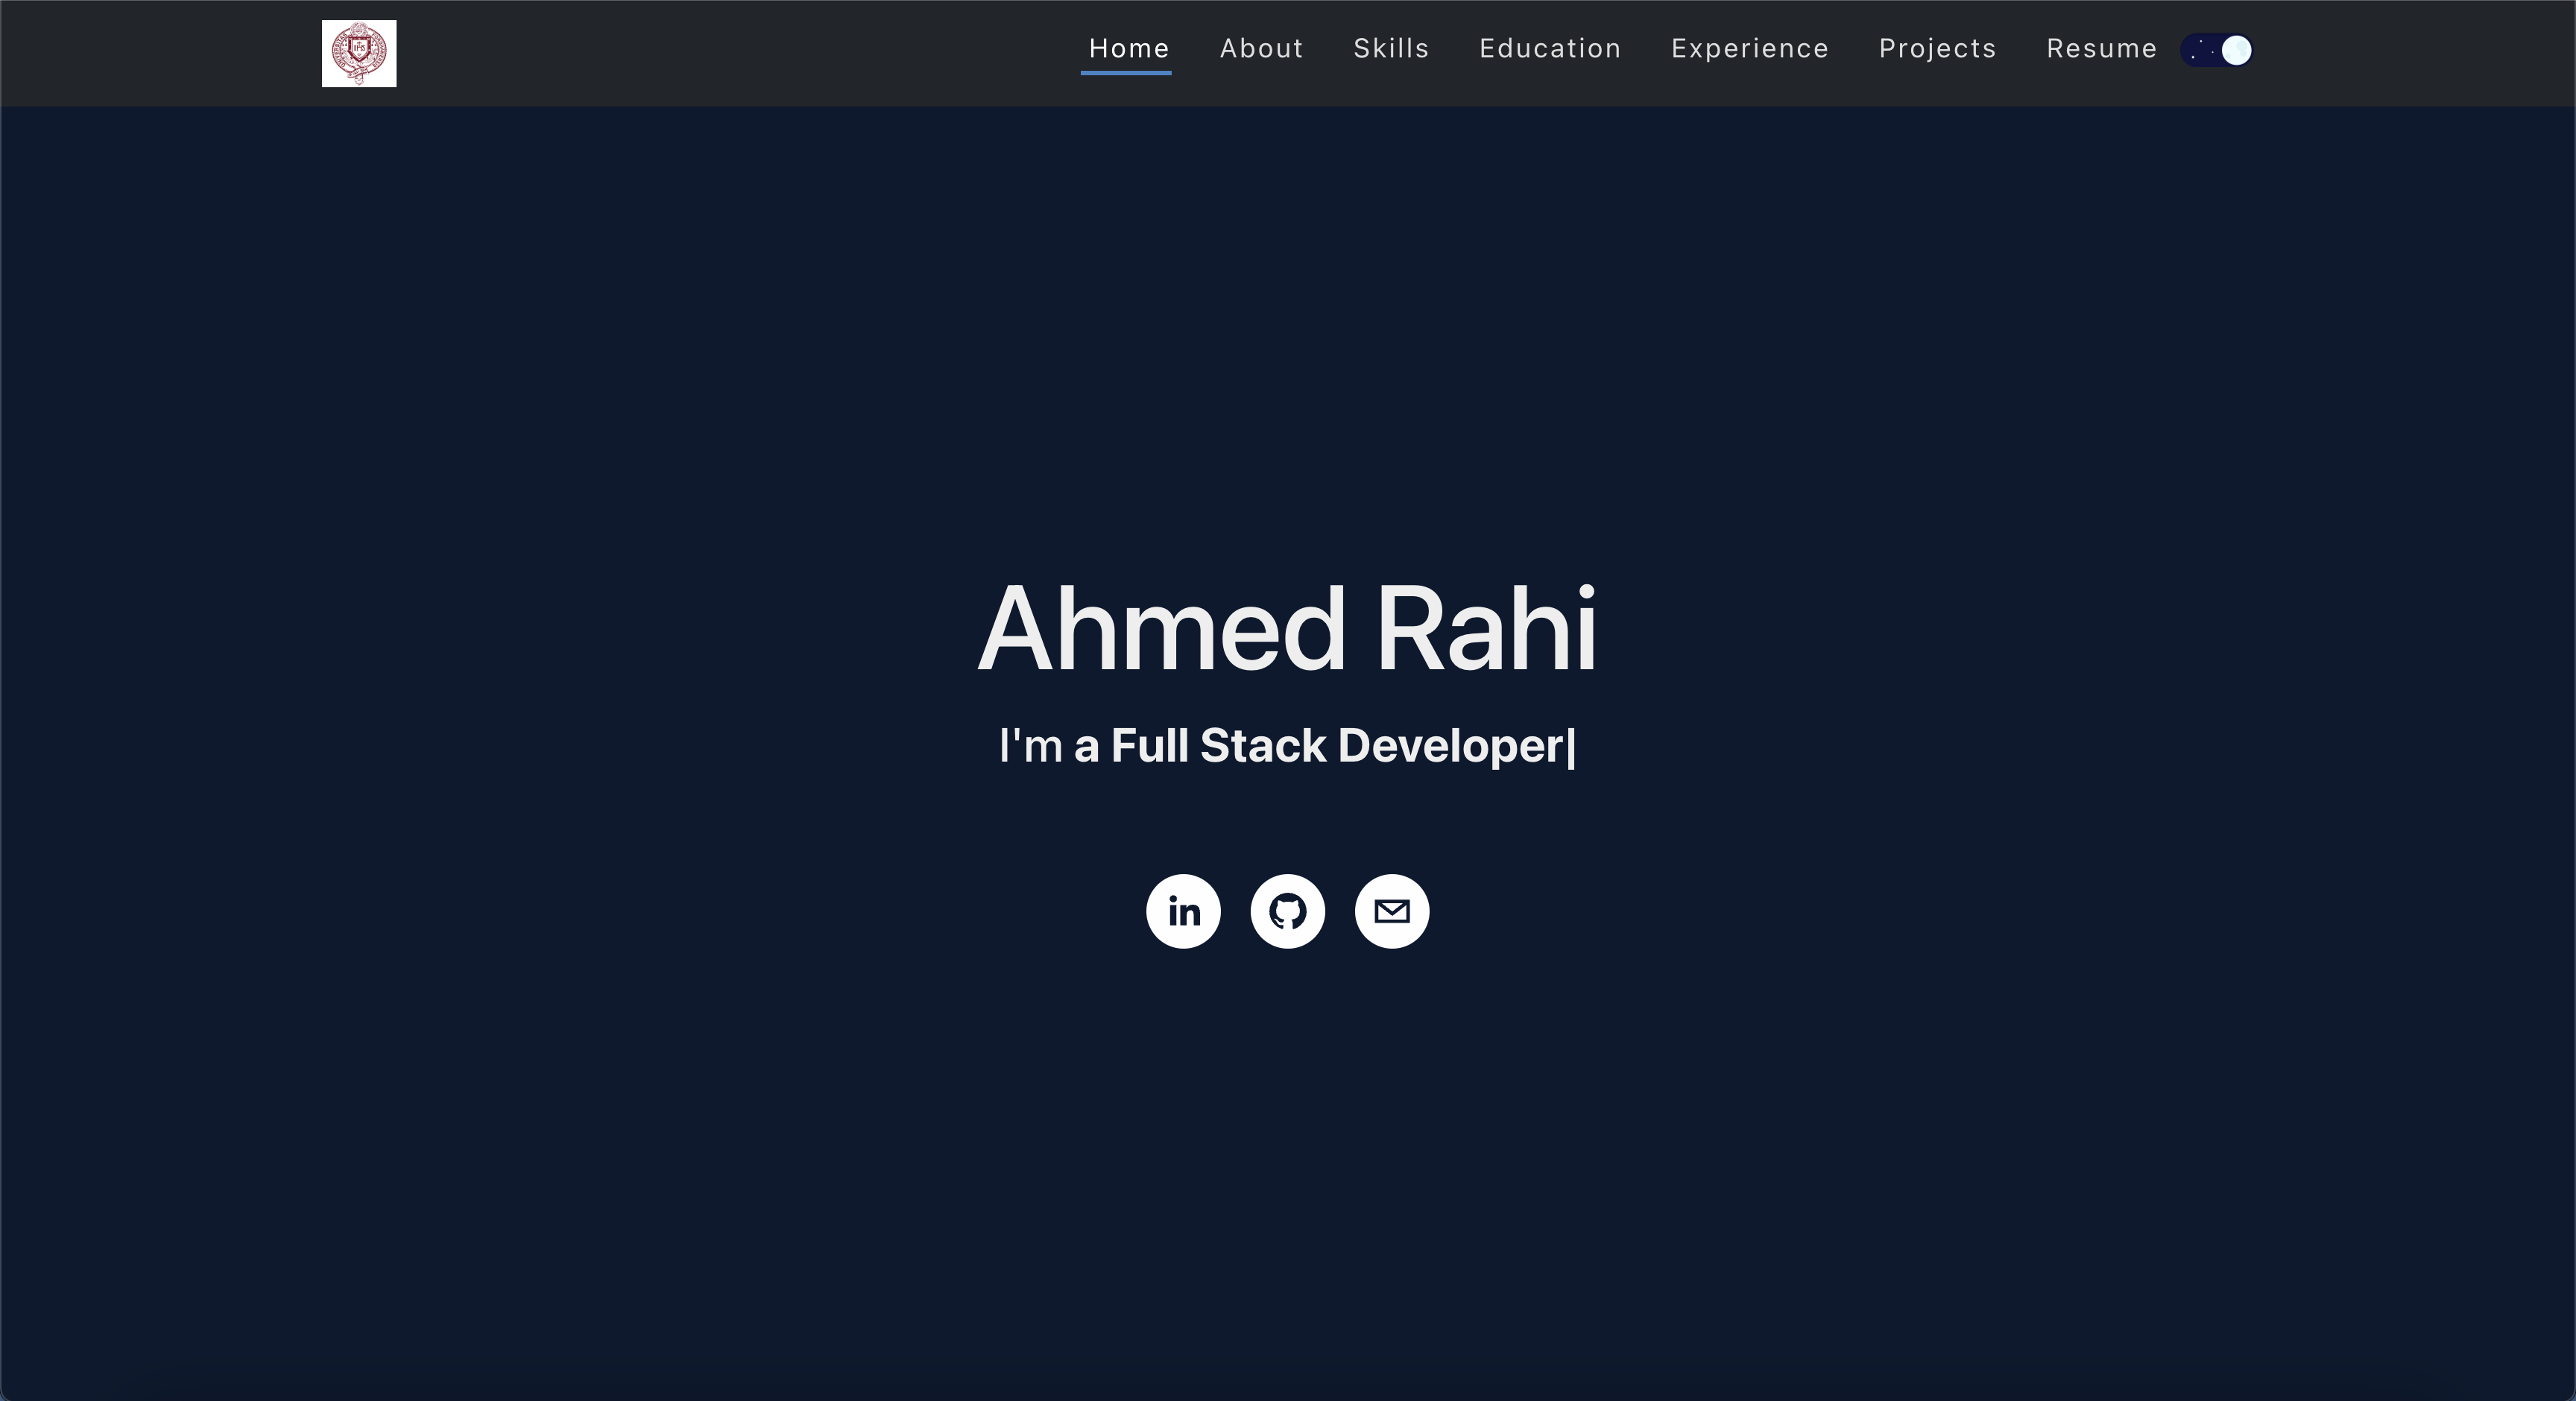 Home About Skills Education Experience Projects Resume
Ahmed Rahi
I'm a Full Stack Developer|
in